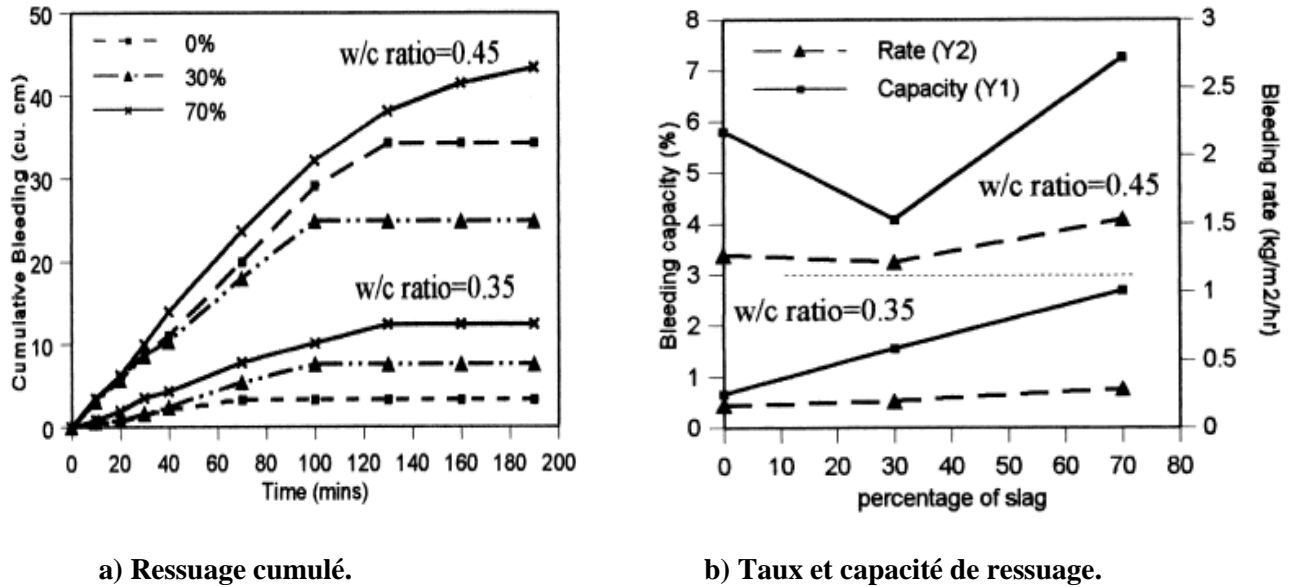 50
40
30
20
10
0
Cumulative Bleeding (cu. cm)
0%
30%
70%
w/c ratio=0.45
w/c ratio=0.35
0 20 40 60 80 100 120 140 160 180 200
Time (mins)
8%
7
6
5
4
3
2
1
0
Bleeding capacity (%)
Rate (Y2)
Capacity (Y1)
w/c ratio=0.45
w/c ratio=0.35
3
2.5
2
1.5
1
0.5
0
Bleeding rate (kg/m2/hr)
0 10 20 30 40 50 60 70 80
percentage of slag
a) Ressuage cumulé.
b) Taux et capacité de ressuage.